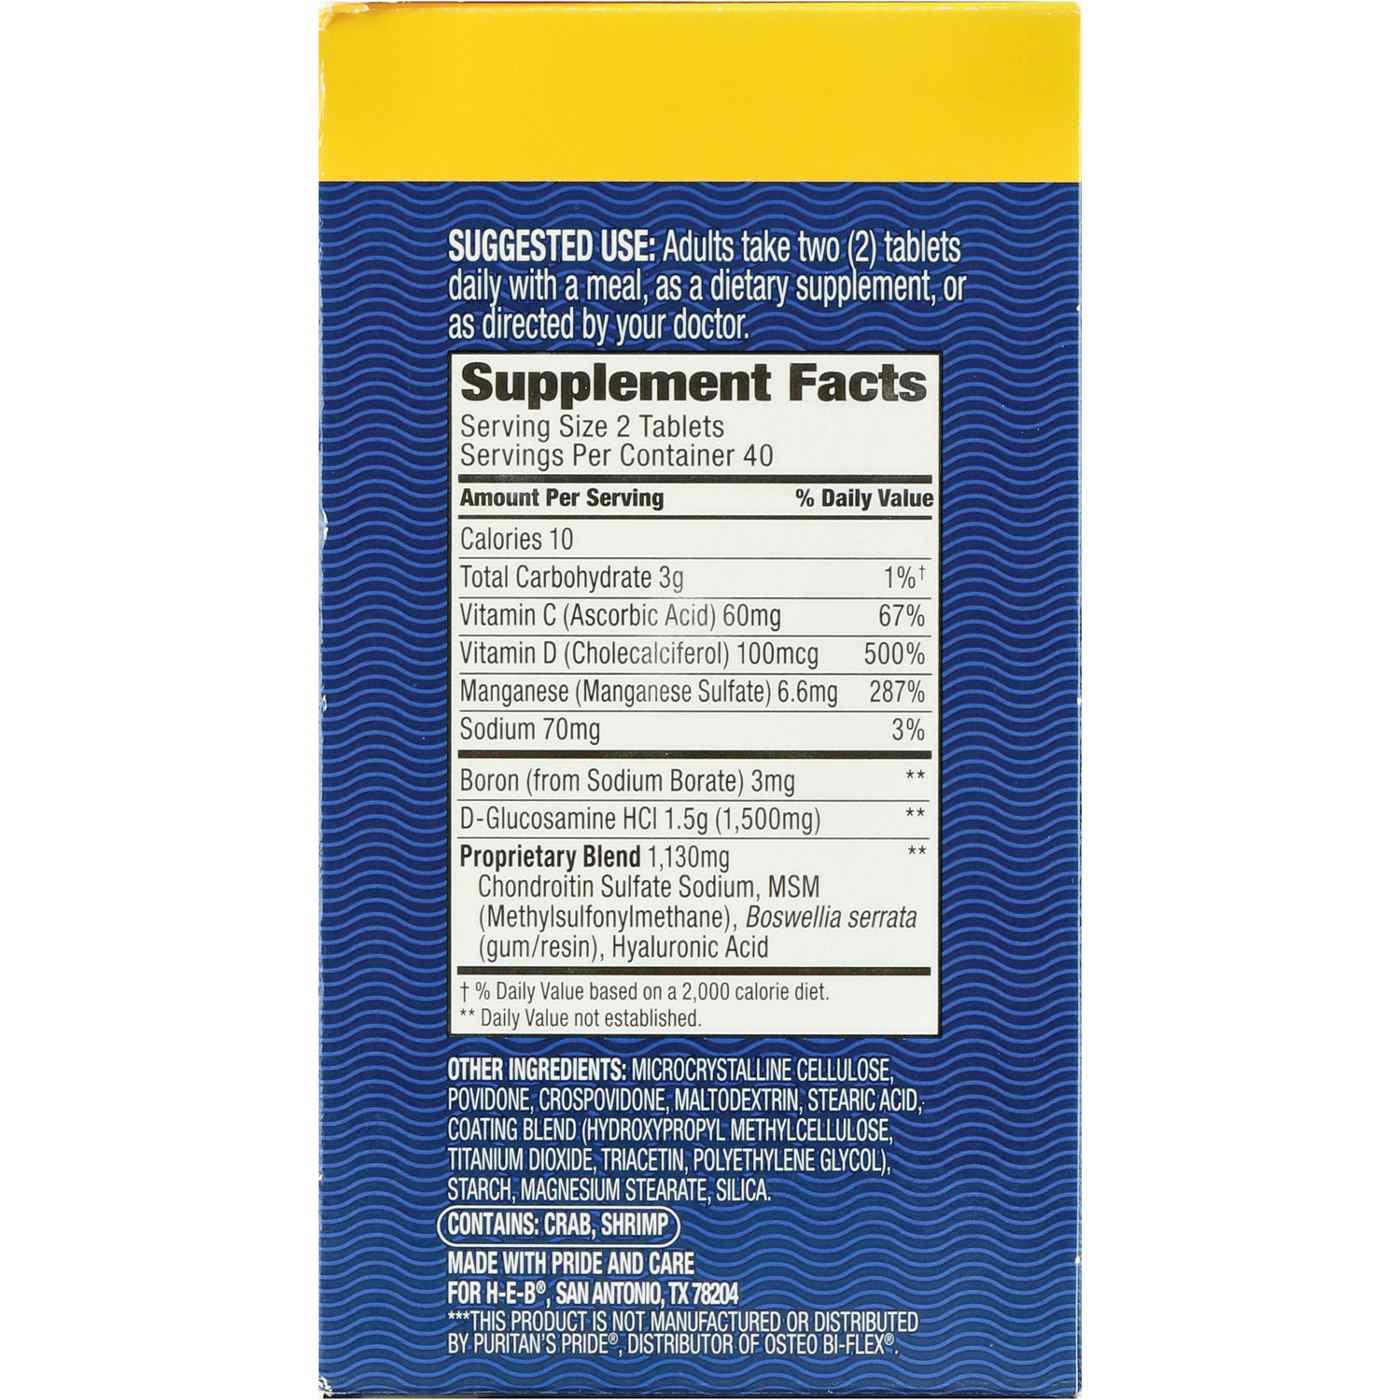 SUGGESTED USE: Adults take two (2) tablets
daily with a meal, as a dietary supplement, or
as directed by your doctor.
Supplement Facts
Serving Size 2 Tablets
Servings Per Container 40
Amount Per Serving % Daily Value
Calories 10
Total Carbohydrate 3g 1%†
Vitamin C (Ascorbic Acid) 60mg 67%
Vitamin D (Cholecalciferol) 100mcg 500%
Manganese (Manganese Sulfate) 6.6mg 287%
Sodium 70mg 3%
Boron (from Sodium Borate) 3mg **
D-Glucosamine HCl 1.5g (1,500mg) **
Proprietary Blend 1,130mg **
Chondroitin Sulfate Sodium, MSM
(Methylsulfonylmethane), Boswellia serrata
(gum/resin), Hyaluronic Acid
† % Daily Value based on a 2,000 calorie diet.
** Daily Value not established.
OTHER INGREDIENTS: MICROCRYSTALLINE CELLULOSE,
POVIDONE, CROSPOVIDONE, MALTODEXTRIN, STEARIC ACID,
COATING BLEND (HYDROXYPROPYL METHYLCELLULOSE,
TITANIUM DIOXIDE, TRIACETIN, POLYETHYLENE GLYCOL),
STARCH, MAGNESIUM STEARATE, SILICA.
CONTAINS: CRAB, SHRIMP
MADE WITH PRIDE AND CARE
FOR H-E-B®, SAN ANTONIO, TX 78204
***THIS PRODUCT IS NOT MANUFACTURED OR DISTRIBUTED
BY PURITAN'S PRIDE®, DISTRIBUTOR OF OSTEO BI-FLEX®.